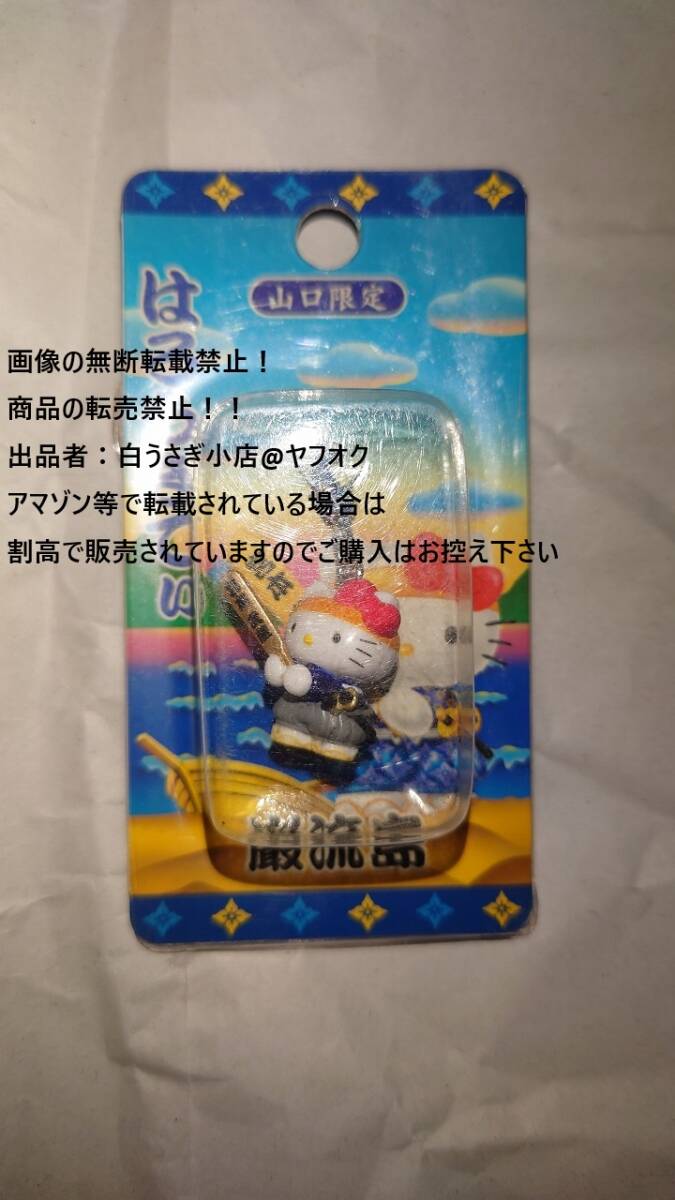 山口限定
画像の無断転載禁止！
商品の転売禁止！！
出品者：白うさぎ小店@ヤフオク
アマゾン等で転載されている場合は
割高で販売されていますのでご購入はお控え下さい
巌流島